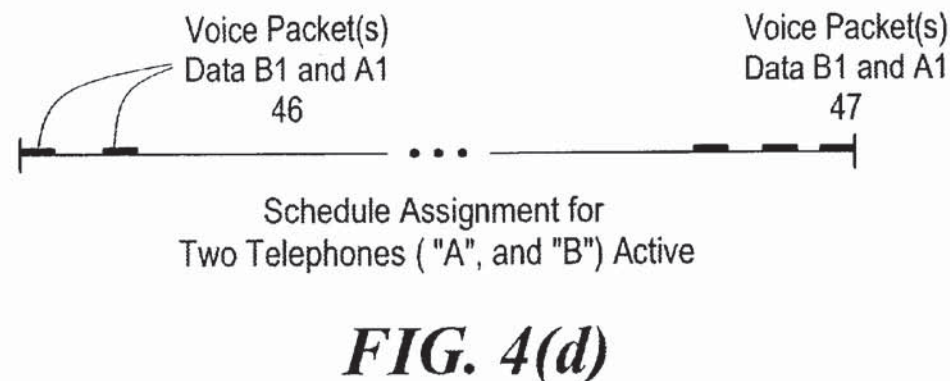 Voice Packet(s)
Data B1 and A1
46
Voice Packet(s)
Data B1 and A1
47
Schedule Assignment for
Two Telephones ( "A", and "B") Active
FIG. 4(d)